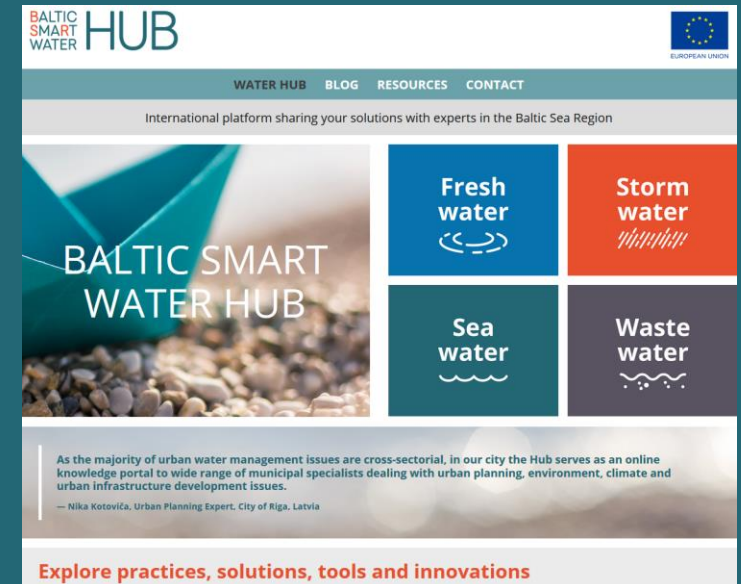 BALTIC
SMART
WATER HUB
EUROPEAN UNION
WATER HUB BLOG RESOURCES CONTACT
International platform sharing your solutions with experts in the Baltic Sea Region
BALTIC SMART
WATER HUB
Fresh
water
Storm
water
Sea
water
Waste
water
As the majority of urban water management issues are cross-sectorial, in our city the Hub serves as an online
knowledge portal to wide range of municipal specialists dealing with urban planning, environment, climate and
urban infrastructure development issues.
— Nika Kotoviča, Urban Planning Expert, City of Riga, Latvia
Explore practices, solutions, tools and innovations